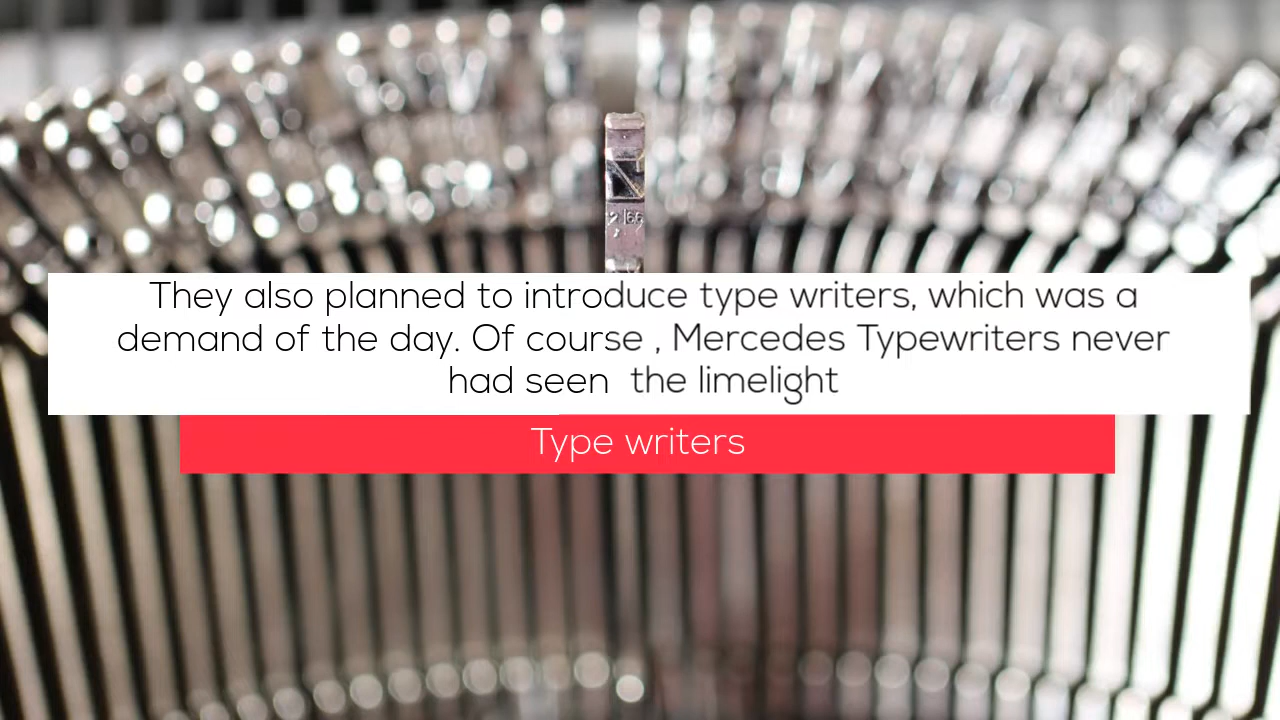 They also planned to introduce type writers, which was a
demand of the day. Of course , Mercedes Typewriters never
had seen  the limelight
Type writers